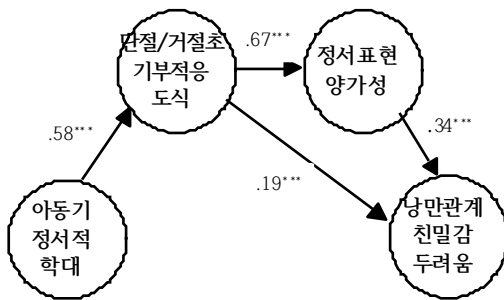 단절/거절초
기부적응
도식
.67***
정서표현
양가성
.58***
.34***
.19***
아동기
정서적
학대
낭만관계
친밀감
두려움